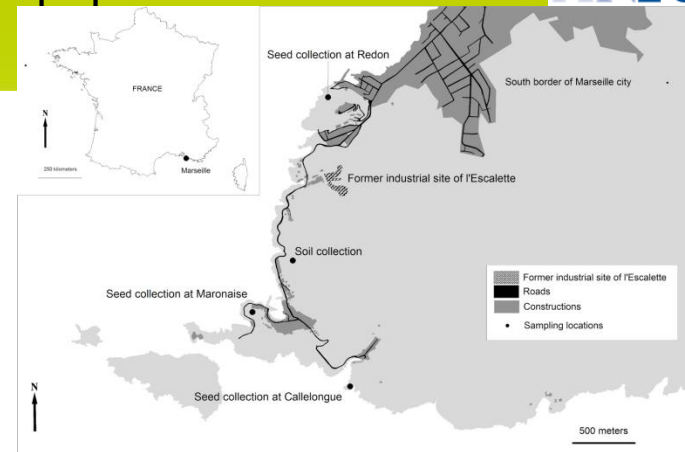 N
FRANCE
250 kilometers
Marseille
Seed collection at Redon
South border of Marseille city
Former industrial site of l'Escalette
Soil collection
Seed collection at Maronaise
Former industrial site of l'Escalette
Roads
Constructions
Sampling locations
N
Seed collection at Callelongue
500 meters